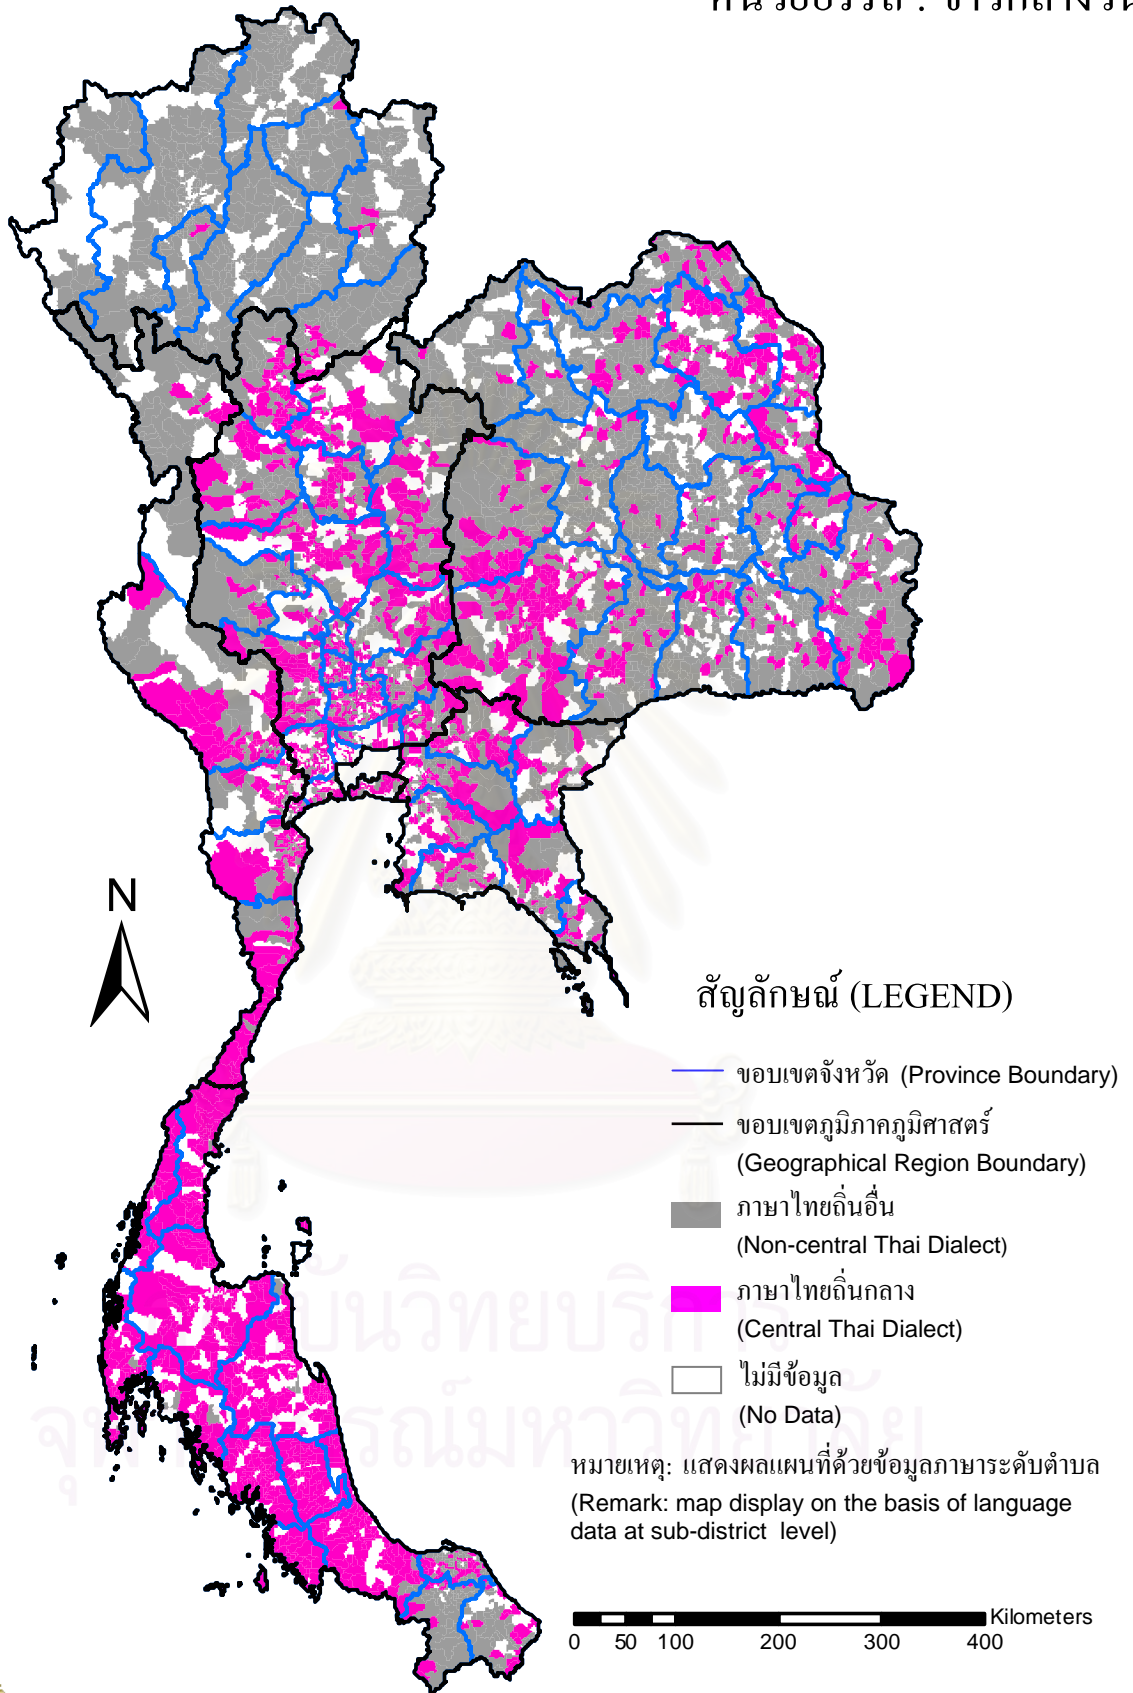 N
สัญลักษณ์ (LEGEND)
ขอบเขตจังหวัด (Province Boundary)
ขอบเขตภูมิภาคภูมิศาสตร์
(Geographical Region Boundary)
ภาษาไทยถิ่นอื่น
(Non-central Thai Dialect)
ภาษาไทยถิ่นกลาง
(Central Thai Dialect)
ไม่มีข้อมูล
(No Data)
หมายเหตุ: แสดงผลแผนที่ด้วยข้อมูลภาษาระดับตำบล
(Remark: map display on the basis of language
data at sub-district level)
Kilometers
0 50 100 200 300 400